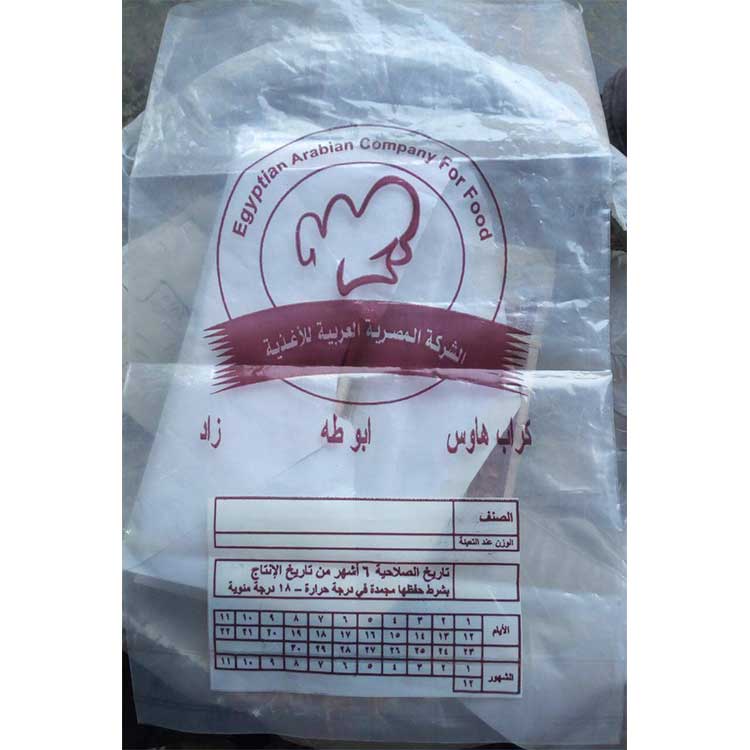 Egyptian Arabian Company For Food
الشركة المصرية العربية للأغذية
كراب هاوس ابو طه زاد
الصنف
الوزن عند التعبئة
تاريخ الصلاحية ٦ أشهر من تاريخ الإنتاج
بشرط حفظها مجمدة في درجة حرارة – ١٨ درجة مئوية
الأيام
١ ٢ ٣ ٤ ٥ ٦ ٧ ٨ ٩ ١٠ ١١
١٢ ١٣ ١٤ ١٥ ١٦ ١٧ ١٨ ١٩ ٢٠ ٢١ ٢٢
٢٣ ٢٤ ٢٥ ٢٦ ٢٧ ٢٨ ٢٩ ٣٠
الشهور
١ ٢ ٣ ٤ ٥ ٦ ٧ ٨ ٩ ١٠ ١١
١٢